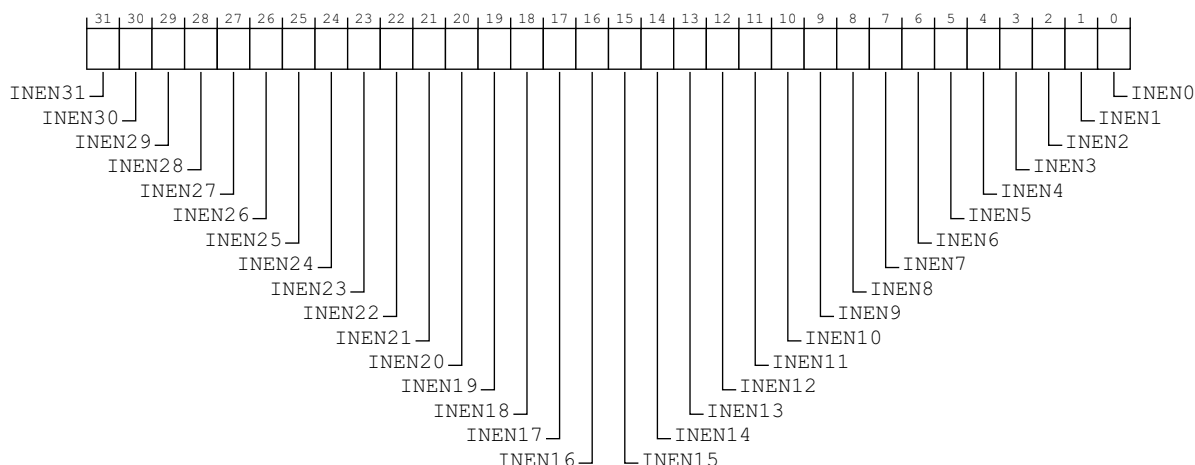 31 30 29 28 27 26 25 24 23 22 21 20 19 18 17 16 15 14 13 12 11 10 9 8 7 6 5 4 3 2 1 0
INEN31 INEN0
INEN30 INEN1
INEN29 INEN2
INEN28 INEN3
INEN27 INEN4
INEN26 INEN5
INEN25 INEN6
INEN24 INEN7
INEN23 INEN8
INEN22 INEN9
INEN21 INEN10
INEN20 INEN11
INEN19 INEN12
INEN18 INEN13
INEN17 INEN14
INEN16 INEN15